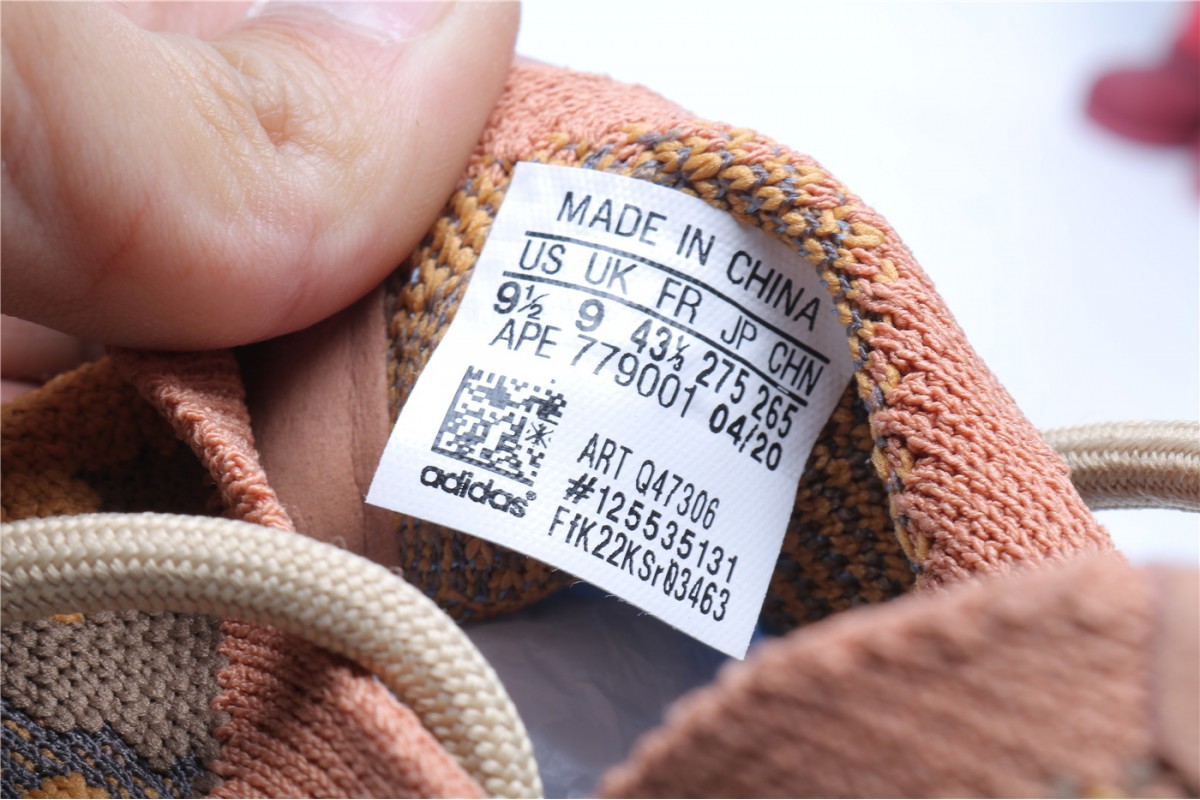 MADE IN CHINA
US UK FR JP CHN
9½ 9 43⅓ 275 265
APE 779001 04/20
ART Q47306
#125535131
FfK22KSrQ3463
adidas